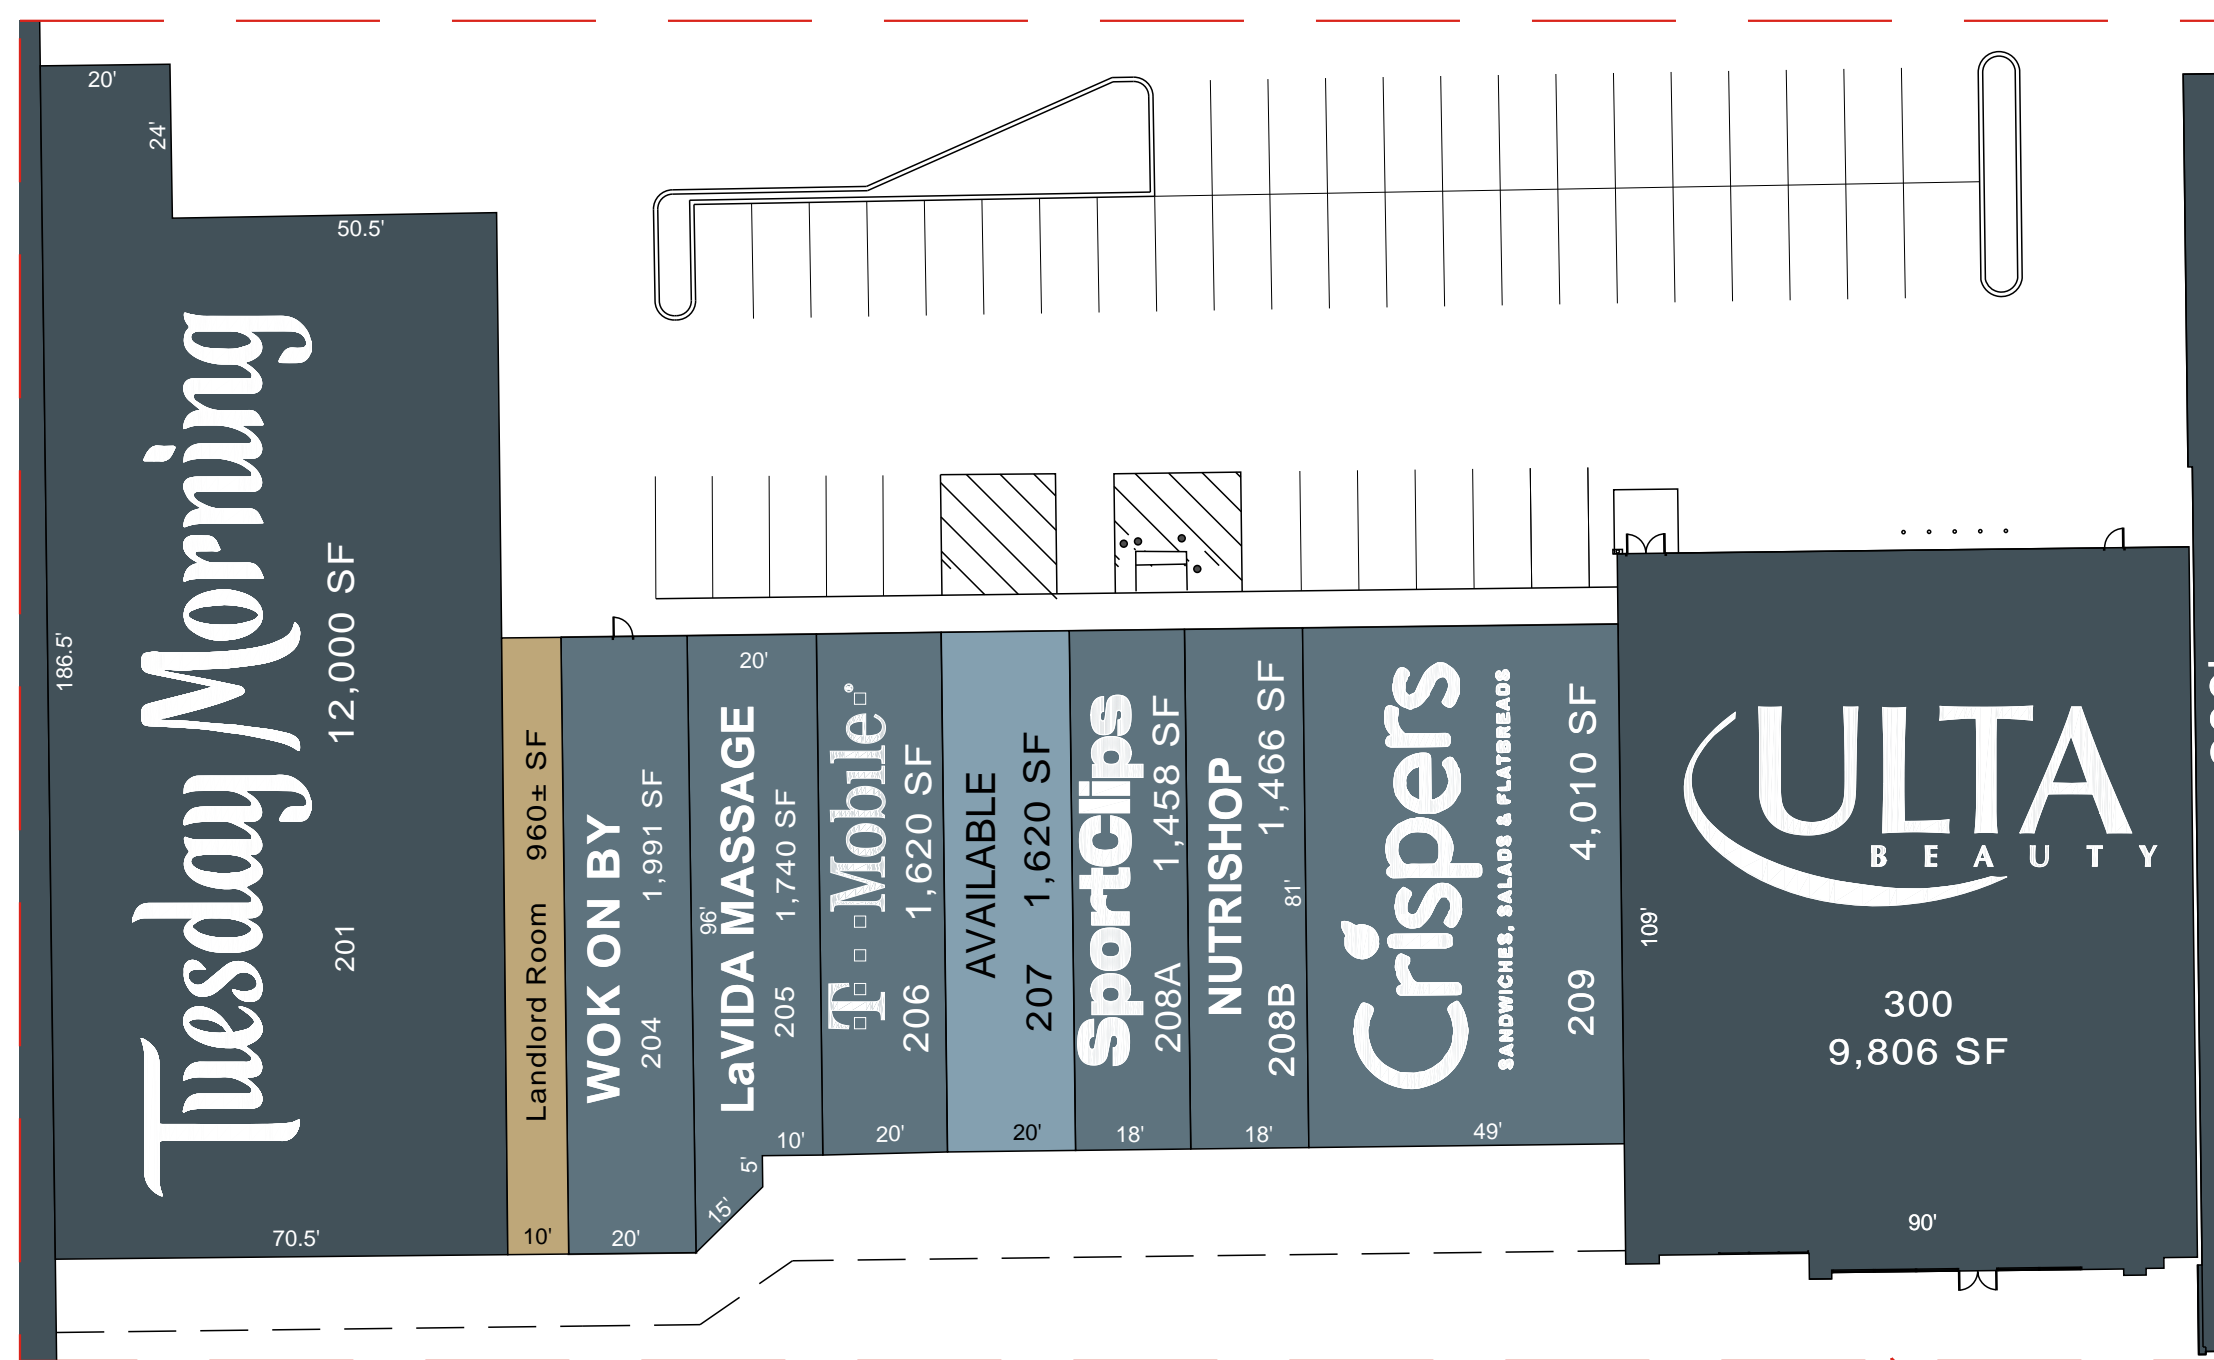 20'
24'
50.5'
186.5'
Tuesday Morning
12,000 SF
201
70.5'
Landlord Room 960± SF
10'
WOK ON BY
204 1,991 SF
20'
20'
96'
LaVIDA MASSAGE
205 1,740 SF
10'
5'
15'
T··Mobile·®
206 1,620 SF
20'
AVAILABLE
207 1,620 SF
20'
SportClips
208A 1,458 SF
18'
NUTRISHOP
208B 1,466 SF
81'
18'
Crispers
SANDWICHES, SALADS & FLATBREADS
209 4,010 SF
49'
109'
ULTA
BEAUTY
300
9,806 SF
90'